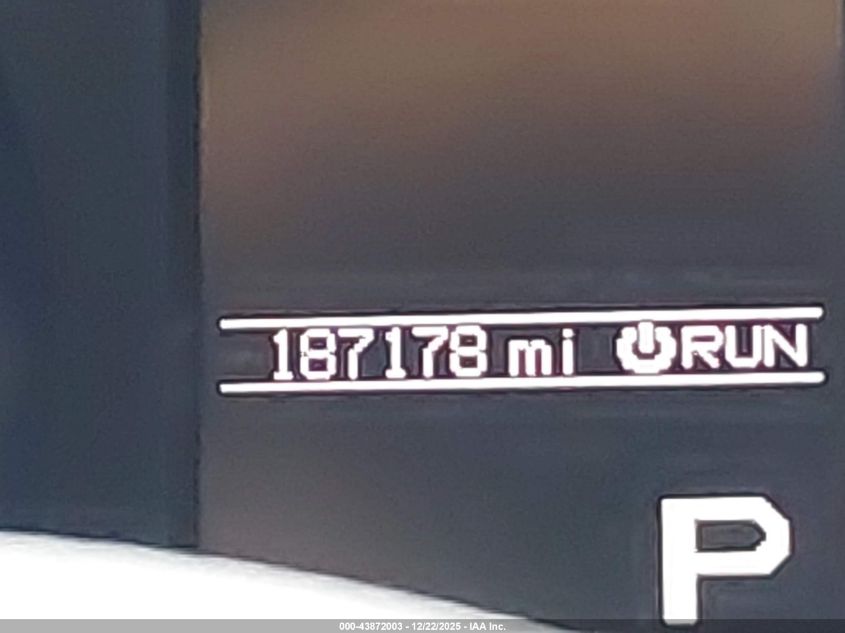 187178 mi ⏻RUN
P
000-43872003 - 12/22/2025 - IAA Inc.